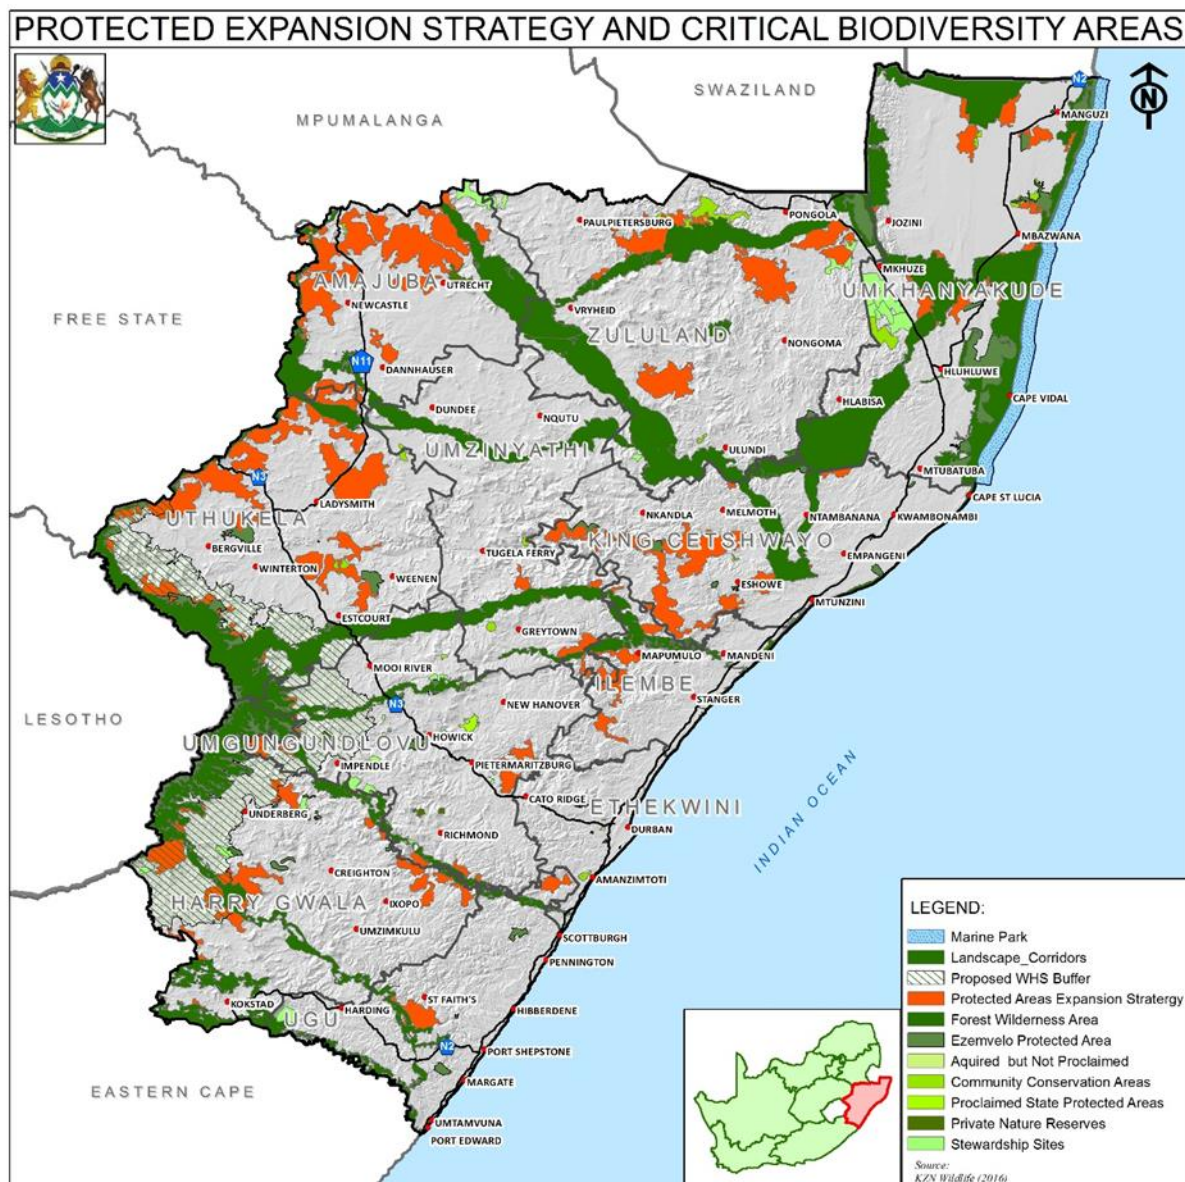 PROTECTED EXPANSION STRATEGY AND CRITICAL BIODIVERSITY AREAS
SWAZILAND
MPUMALANGA
N2
N
MANGUZI
PAULPIETERSBURG
PONGOLA
JOZINI
MBAZWANA
AMAJUBA
UTRECHT
MKHUZE
UMKHANYAKUDE
NEWCASTLE
VRYHEID
FREE STATE
ZULULAND
NONGOMA
N11
DANNHAUSER
HLUHLUWE
DUNDEE
NQUTU
HLABISA
CAPE VIDAL
UMZINYATHI
ULUNDI
MTUBATUBA
N3
LADYSMITH
CAPE ST LUCIA
UTHUKELA
NKANDLA
MELMOTH
NTAMBANANA
KWAMBONAMBI
BERGVILLE
TUGELA FERRY
KING CETSHWAYO
EMPANGENI
WINTERTON
WEENEN
ESHOWE
MTUNZINI
ESTCOURT
GREYTOWN
MOOI RIVER
MAPUMULO
MANDENI
ILEMBE
LESOTHO
N3
NEW HANOVER
STANGER
UMGUNGUNDLOVU
HOWICK
IMPENDLE
PIETERMARITZBURG
CATO RIDGE
ETHEKWINI
INDIAN OCEAN
UNDERBERG
RICHMOND
DURBAN
CREIGHTON
AMANZIMTOTI
HARRY GWALA
IXOPO
UMZIMKULU
SCOTTBURGH
PENNINGTON
KOKSTAD
ST FAITH'S
HARDING
HIBBERDENE
UGU
N2
PORT SHEPSTONE
MARGATE
EASTERN CAPE
UMTAMVUNA
PORT EDWARD
LEGEND:
Marine Park
Landscape_Corridors
Proposed WHS Buffer
Protected Areas Expansion Stratergy
Forest Wilderness Area
Ezemvelo Protected Area
Aquired but Not Proclaimed
Community Conservation Areas
Proclaimed State Protected Areas
Private Nature Reserves
Stewardship Sites
Source:
KZN Wildlife (2016)